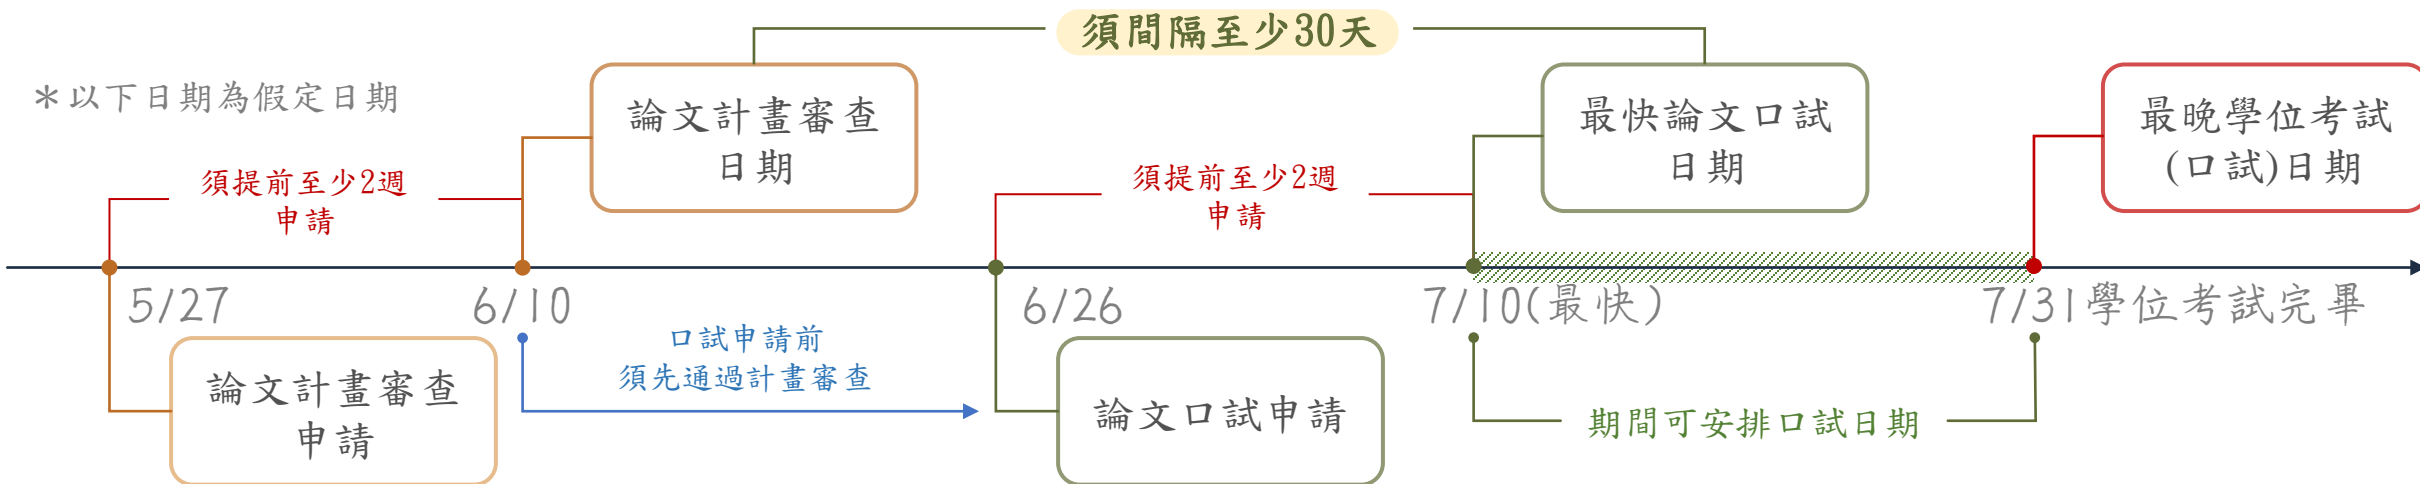 須間隔至少30天
＊以下日期為假定日期
論文計畫審查
日期
最快論文口試
日期
最晚學位考試
(口試)日期
須提前至少2週
申請
須提前至少2週
申請
5/27
6/10
6/26
7/10(最快)
7/31學位考試完畢
口試申請前
須先通過計畫審查
論文計畫審查
申請
論文口試申請
期間可安排口試日期